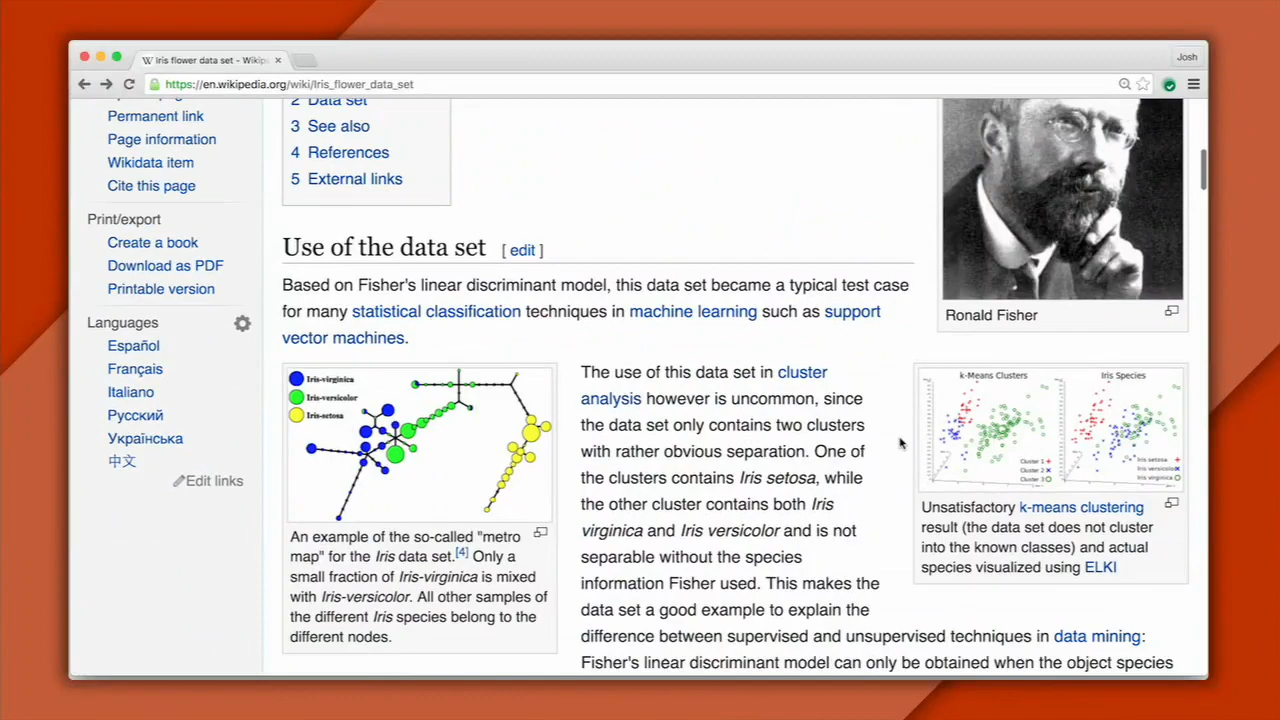 Iris flower data set - Wikip
Josh
https://en.wikipedia.org/wiki/Iris_flower_data_set
Permanent link
Page information
Wikidata item
Cite this page
Print/export
Create a book
Download as PDF
Printable version
Languages
Español
Français
Italiano
Русский
Українська
中文
Edit links
2 Data set
3 See also
4 References
5 External links
Ronald Fisher
Use of the data set [ edit ]
Based on Fisher's linear discriminant model, this data set became a typical test case
for many statistical classification techniques in machine learning such as support
vector machines.
Iris-virginica
Iris-versicolor
Iris-setosa
An example of the so-called "metro
map" for the Iris data set.[4] Only a
small fraction of Iris-virginica is mixed
with Iris-versicolor. All other samples of
the different Iris species belong to the
different nodes.
The use of this data set in cluster
analysis however is uncommon, since
the data set only contains two clusters
with rather obvious separation. One of
the clusters contains Iris setosa, while
the other cluster contains both Iris
virginica and Iris versicolor and is not
separable without the species
information Fisher used. This makes the
data set a good example to explain the
difference between supervised and unsupervised techniques in data mining:
Fisher's linear discriminant model can only be obtained when the object species
k-Means Clusters
Cluster 1
Cluster 2
Cluster 3
Iris Species
Iris setosa
Iris versicolor
Iris virginica
Unsatisfactory k-means clustering
result (the data set does not cluster
into the known classes) and actual
species visualized using ELKI